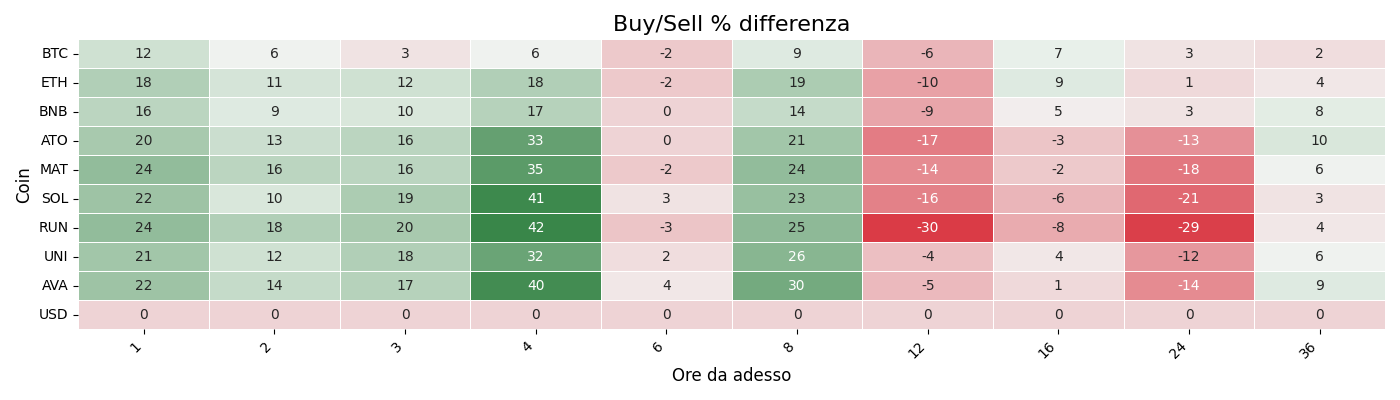 Buy/Sell % differenza
Coin
BTC 12 6 3 6 -2 9 -6 7 3 2
ETH 18 11 12 18 -2 19 -10 9 1 4
BNB 16 9 10 17 0 14 -9 5 3 8
ATO 20 13 16 33 0 21 -17 -3 -13 10
MAT 24 16 16 35 -2 24 -14 -2 -18 6
SOL 22 10 19 41 3 23 -16 -6 -21 3
RUN 24 18 20 42 -3 25 -30 -8 -29 4
UNI 21 12 18 32 2 26 -4 4 -12 6
AVA 22 14 17 40 4 30 -5 1 -14 9
USD 0 0 0 0 0 0 0 0 0 0
1 2 3 4 6 8 12 16 24 36
Ore da adesso